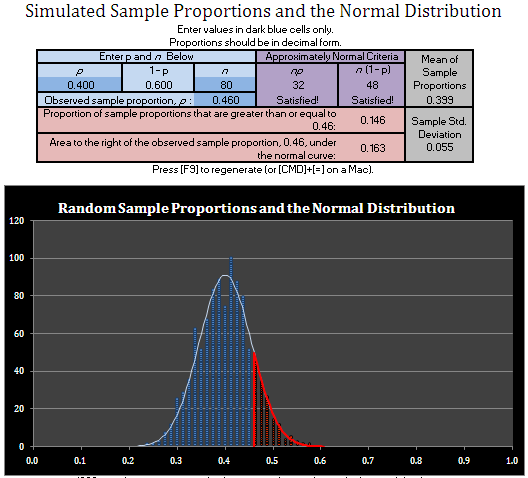 Simulated Sample Proportions and the Normal Distribution
Enter values in dark blue cells only.
Proportions should be in decimal form.
Enter p and n Below Approximately Normal Criteria Mean of Sample Proportions
p 1 - p n np n (1 - p)
0.400 0.600 80 32 48
Observed sample proportion, p : 0.460 Satisfied! Satisfied! 0.399
Proportion of sample proportions that are greater than or equal to 0.46: 0.146 Sample Std. Deviation
Area to the right of the observed sample proportion, 0.46, under the normal curve: 0.163 0.055
Press [F9] to regenerate (or [CMD]+[=] on a Mac).
Random Sample Proportions and the Normal Distribution
120
100
80
60
40
20
0
0.0 0.1 0.2 0.3 0.4 0.5 0.6 0.7 0.8 0.9 1.0